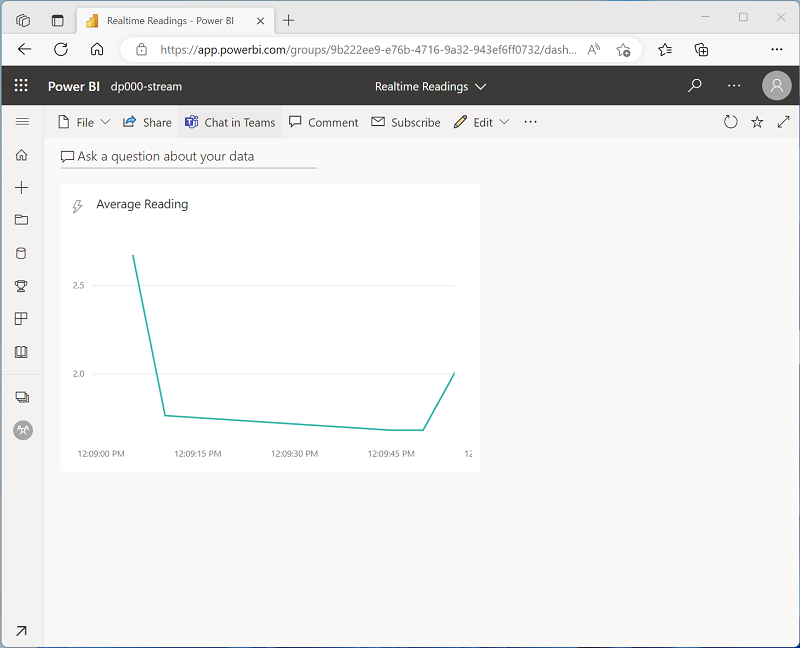 Realtime Readings - Power BI
https://app.powerbi.com/groups/9b222ee9-e76b-4716-9a32-943ef6ff0732/dash...
Power BI dp000-stream Realtime Readings
File Share Chat in Teams Comment Subscribe Edit
Ask a question about your data
Average Reading
2.5
2.0
12:09:00 PM 12:09:15 PM 12:09:30 PM 12:09:45 PM